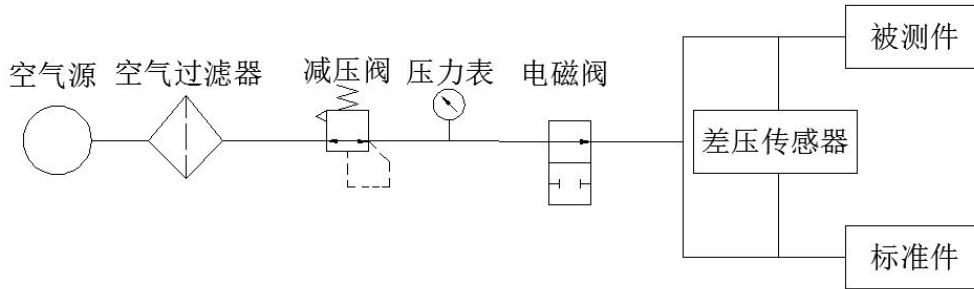 空气源
空气过滤器
减压阀
压力表
电磁阀
被测件
差压传感器
标准件